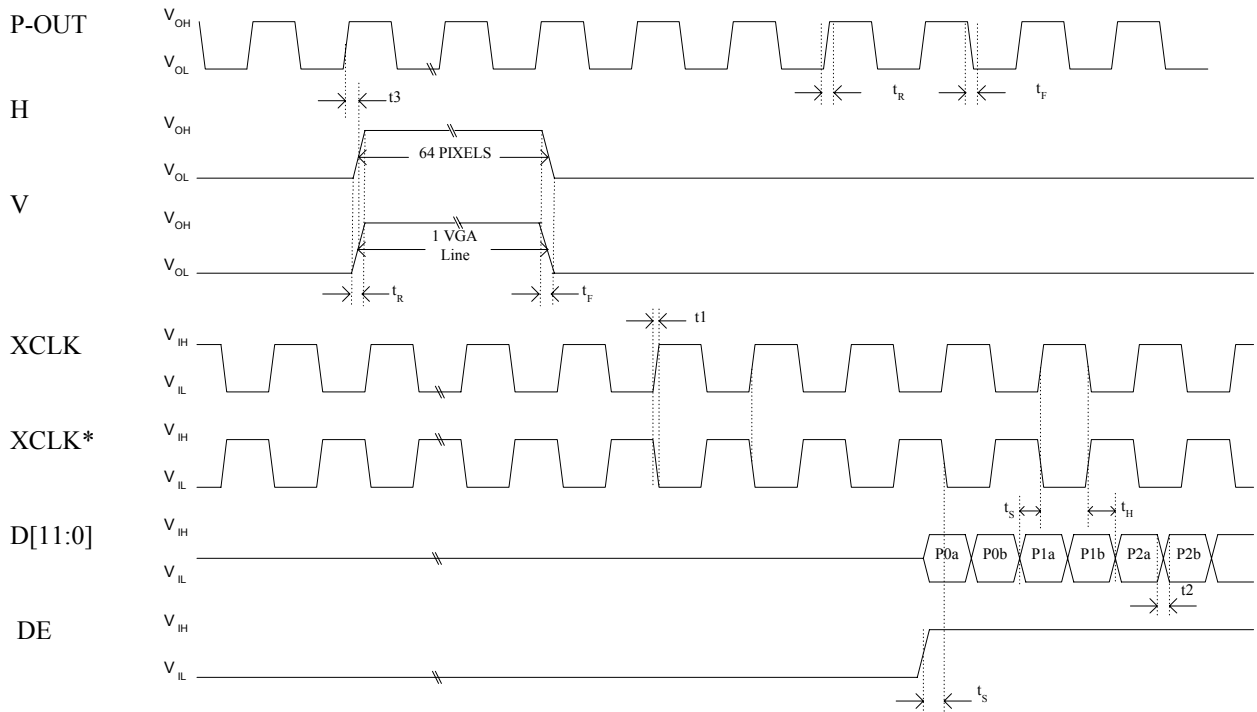 P-OUT
VOH
VOL
tR
tF
t3
H
VOH
VOL
64 PIXELS
V
VOH
VOL
1 VGA
Line
tR
tF
t1
XCLK
VIH
VIL
XCLK*
VIH
VIL
tS
tH
D[11:0]
VIH
VIL
P0a P0b P1a P1b P2a P2b
t2
DE
VIH
VIL
tS